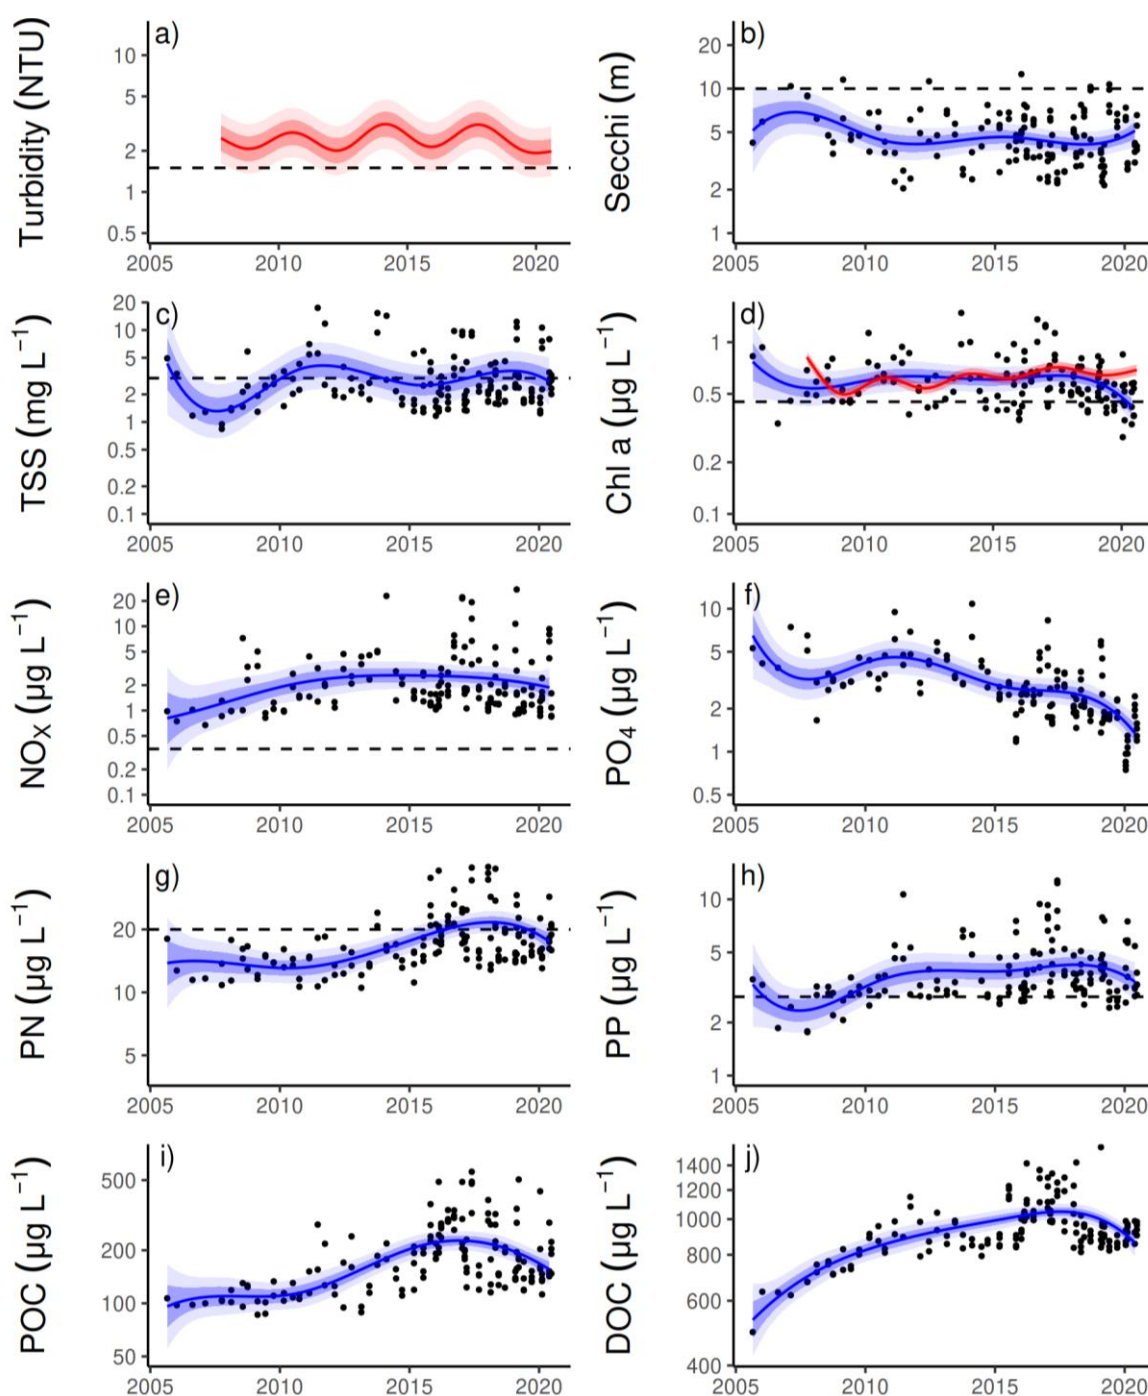 a)
Turbidity (NTU)
10
5
2
1
0.5
2005 2010 2015 2020
b)
Secchi (m)
20
10
5
2
1
2005 2010 2015 2020
c)
TSS (mg L⁻¹)
20
10
5
2
1
0.5
0.2
0.1
2005 2010 2015 2020
d)
Chl a (µg L⁻¹)
1
0.5
0.2
0.1
2005 2010 2015 2020
e)
NOₓ (µg L⁻¹)
20
10
5
2
1
0.5
0.2
0.1
2005 2010 2015 2020
f)
PO₄ (µg L⁻¹)
10
5
2
1
0.5
2005 2010 2015 2020
g)
PN (µg L⁻¹)
20
10
5
2005 2010 2015 2020
h)
PP (µg L⁻¹)
10
5
2
1
2005 2010 2015 2020
i)
POC (µg L⁻¹)
500
200
100
50
2005 2010 2015 2020
j)
DOC (µg L⁻¹)
1400
1200
1000
800
600
400
2005 2010 2015 2020